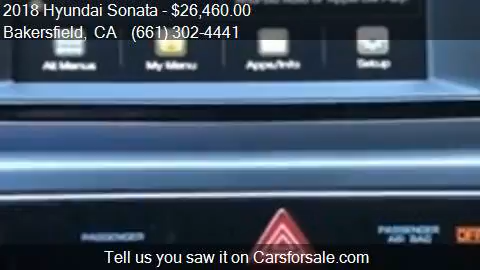 2018 Hyundai Sonata - $26,460.00
Bakersfield, CA (661) 302-4441
All Menus My Menu Apps/Info Setup
PASSENGER
PASSENGER
AIR BAG
Tell us you saw it on Carsforsale.com